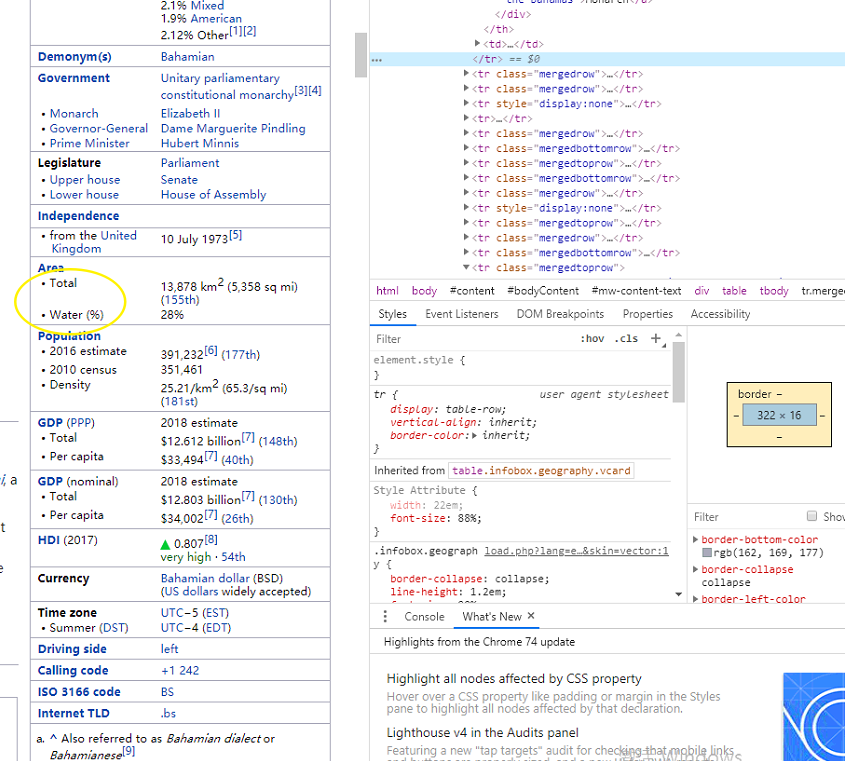 2.1% Mixed
1.9% American
2.12% Other[1][2]
Demonym(s) Bahamian
Government Unitary parliamentary
constitutional monarchy[3][4]
• Monarch Elizabeth II
• Governor-General Dame Marguerite Pindling
• Prime Minister Hubert Minnis
Legislature Parliament
• Upper house Senate
• Lower house House of Assembly
Independence
• from the United
Kingdom 10 July 1973[5]
Area
• Total 13,878 km2 (5,358 sq mi)
(155th)
• Water (%) 28%
Population
• 2016 estimate 391,232[6] (177th)
• 2010 census 351,461
• Density 25.21/km2 (65.3/sq mi)
(181st)
GDP (PPP) 2018 estimate
• Total $12.612 billion[7] (148th)
• Per capita $33,494[7] (40th)
GDP (nominal) 2018 estimate
• Total $12.803 billion[7] (130th)
• Per capita $34,002[7] (26th)
HDI (2017) ▲ 0.807[8]
very high · 54th
Currency Bahamian dollar (BSD)
(US dollars widely accepted)
Time zone UTC−5 (EST)
• Summer (DST) UTC−4 (EDT)
Driving side left
Calling code +1 242
ISO 3166 code BS
Internet TLD .bs
a. ^ Also referred to as Bahamian dialect or
Bahamianese[9]
</div>
</th>
▶<td>…</td>
… </tr> == $0
▶<tr class="mergedrow">…</tr>
▶<tr class="mergedrow">…</tr>
▶<tr style="display:none">…</tr>
▶<tr>…</tr>
▶<tr class="mergedrow">…</tr>
▶<tr class="mergedbottomrow">…</tr>
▶<tr class="mergedtoprow">…</tr>
▶<tr class="mergedbottomrow">…</tr>
▶<tr class="mergedrow">…</tr>
▶<tr style="display:none">…</tr>
▶<tr class="mergedtoprow">…</tr>
▶<tr class="mergedrow">…</tr>
▶<tr class="mergedbottomrow">…</tr>
▼<tr class="mergedtoprow">
html body #content #bodyContent #mw-content-text div table tbody tr.merge
Styles Event Listeners DOM Breakpoints Properties Accessibility
Filter :hov .cls +
element.style {
}
tr { user agent stylesheet
display: table-row;
vertical-align: inherit;
border-color:▶ inherit;
}
Inherited from table.infobox.geography.vcard
Style Attribute {
width: 22em;
font-size: 88%;
}
.infobox.geograph load.php?lang=e…&skin=vector:1
y {
border-collapse: collapse;
line-height: 1.2em;
border −
− 322 × 16 −
−
Filter Show
▶border-bottom-color
rgb(162, 169, 177)
▶border-collapse
collapse
▶border-left-color
Console What's New ×
Highlights from the Chrome 74 update
Highlight all nodes affected by CSS property
Hover over a CSS property like padding or margin in the Styles
pane to highlight all nodes affected by that declaration.
Lighthouse v4 in the Audits panel
Featuring a new "tap targets" audit for checking that mobile links